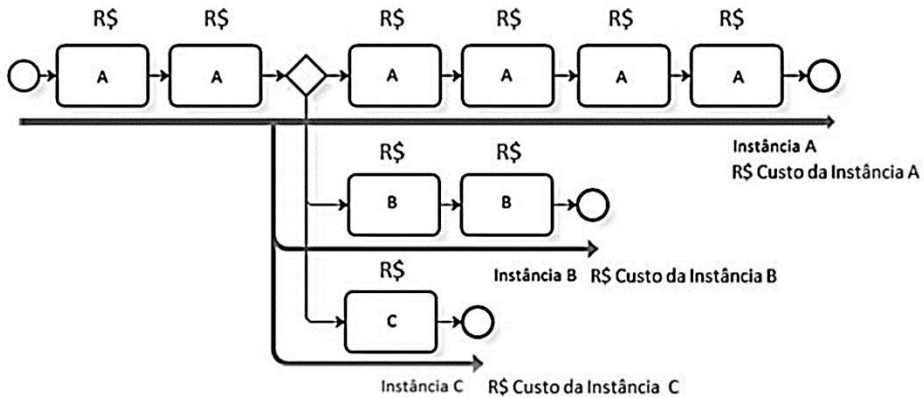 R$ R$ R$ R$ R$ R$
A A A A A A
Instância A
R$ Custo da Instância A
R$ R$
B B
Instância B R$ Custo da Instância B
R$
C
Instância C R$ Custo da Instância C